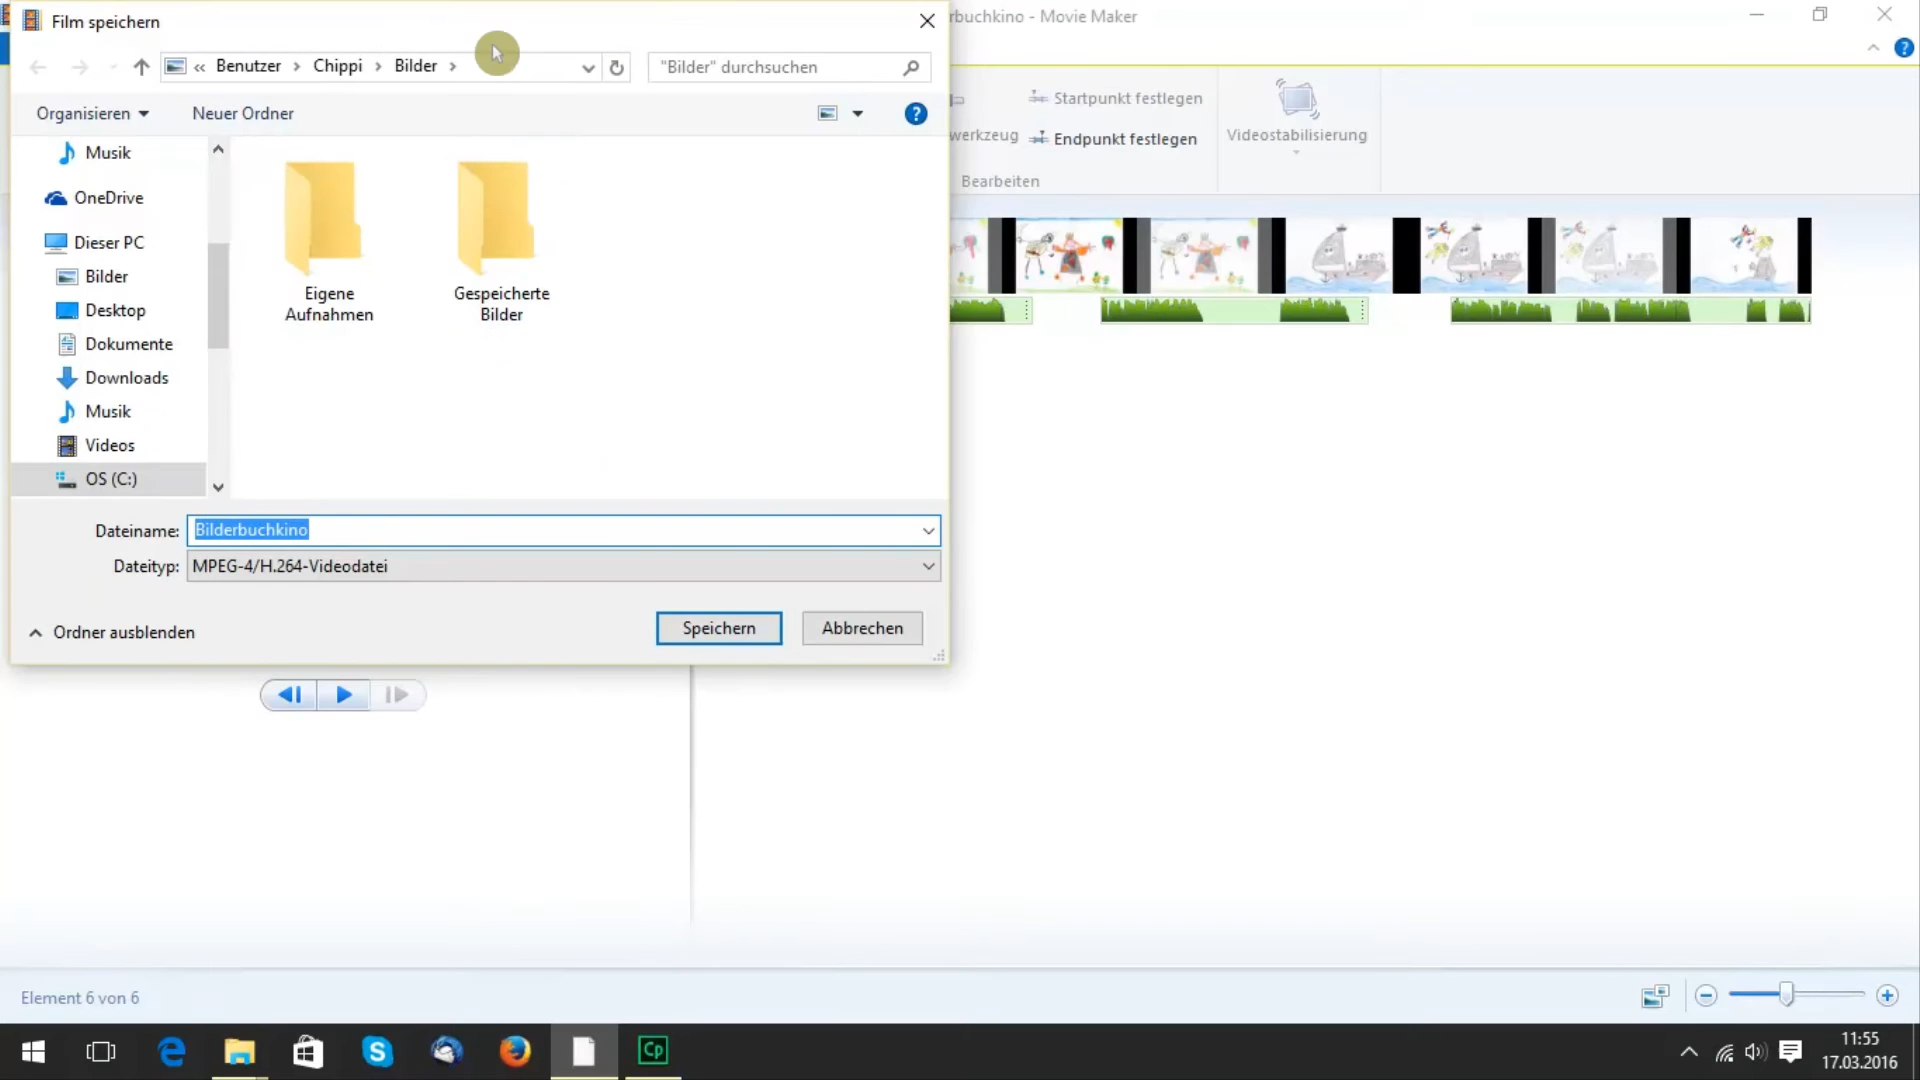 Film speichern
rbuchkino - Movie Maker
« Benutzer › Chippi › Bilder ›
"Bilder" durchsuchen
Organisieren
Neuer Ordner
?
?
Startpunkt festlegen
werkzeug
Endpunkt festlegen
Videostabilisierung
Bearbeiten
Musik
OneDrive
Dieser PC
Bilder
Desktop
Dokumente
Downloads
Musik
Videos
OS (C:)
Eigene
Aufnahmen
Gespeicherte
Bilder
Dateiname: Bilderbuchkino
Dateityp: MPEG-4/H.264-Videodatei
Ordner ausblenden
Speichern
Abbrechen
Element 6 von 6
Cp
11:55
17.03.2016